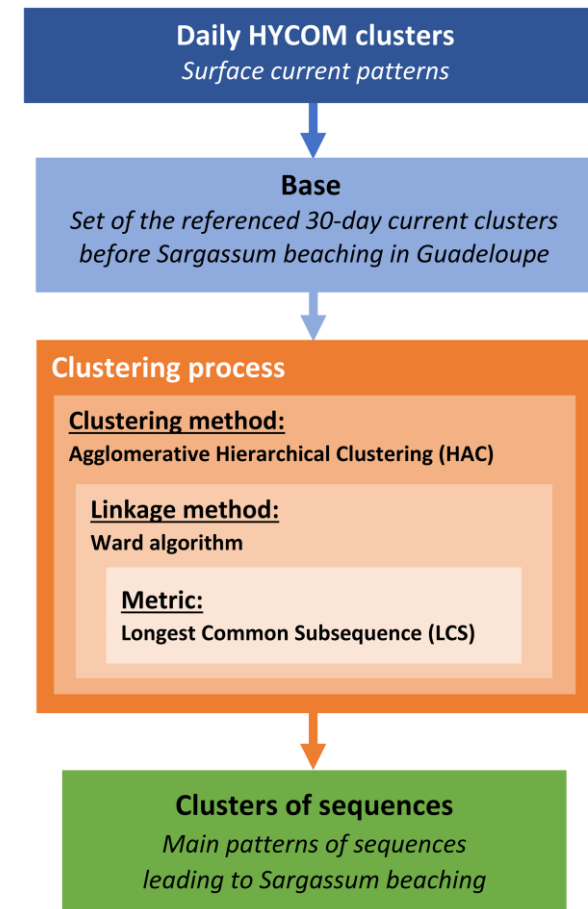 Daily HYCOM clusters
Surface current patterns
Base
Set of the referenced 30-day current clusters
before Sargassum beaching in Guadeloupe
Clustering process
Clustering method:
Agglomerative Hierarchical Clustering (HAC)
Linkage method:
Ward algorithm
Metric:
Longest Common Subsequence (LCS)
Clusters of sequences
Main patterns of sequences
leading to Sargassum beaching